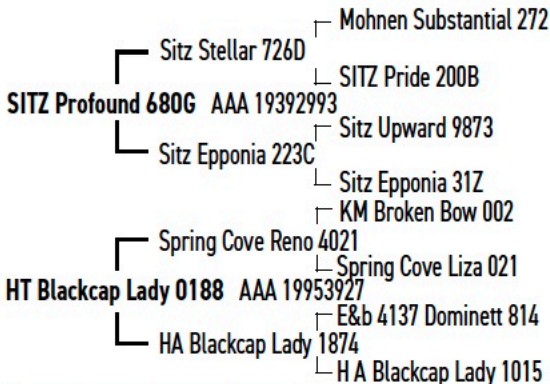 Mohnen Substantial 272
Sitz Stellar 726D
SITZ Pride 200B
SITZ Profound 680G AAA 19392993
Sitz Upward 9873
Sitz Epponia 223C
Sitz Epponia 31Z
KM Broken Bow 002
Spring Cove Reno 4021
Spring Cove Liza 021
HT Blackcap Lady 0188 AAA 19953927
E&b 4137 Dominett 814
HA Blackcap Lady 1874
H A Blackcap Lady 1015